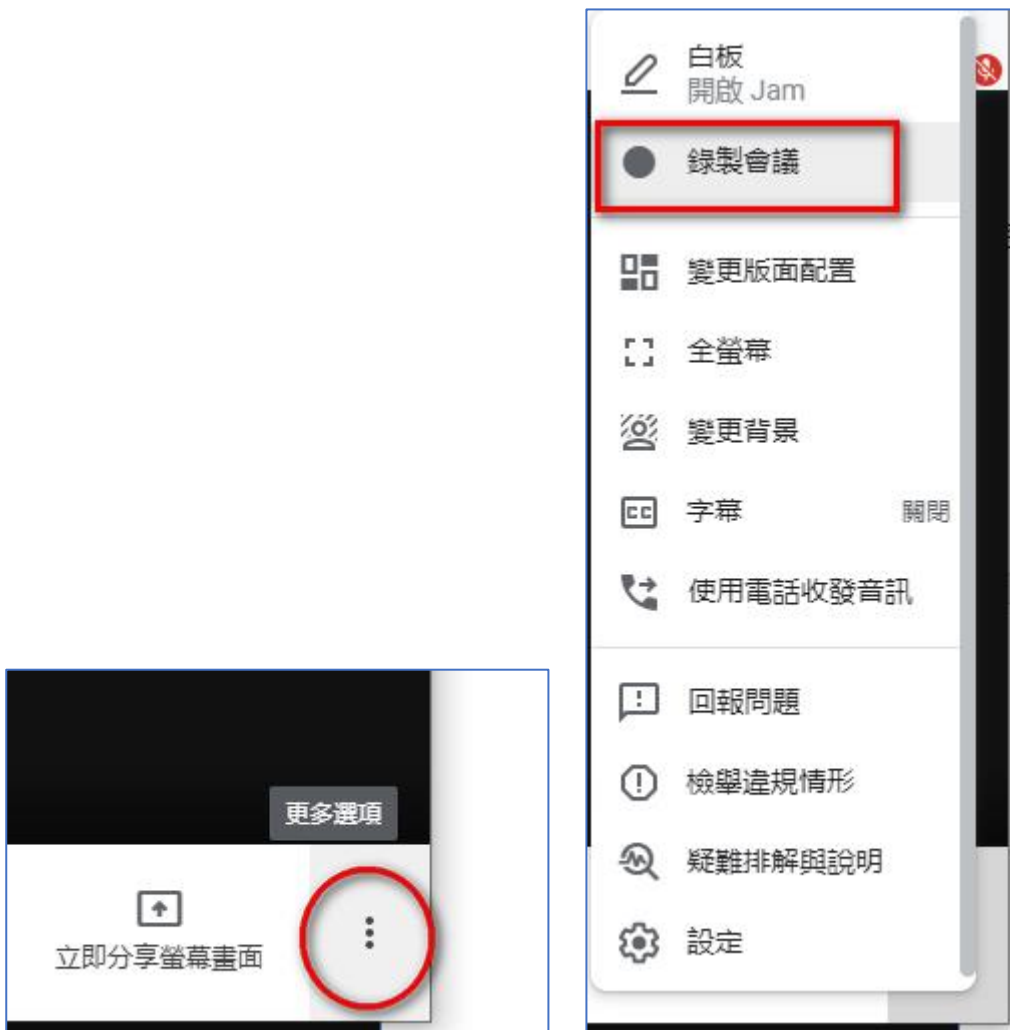 更多選項
立即分享螢幕畫面
白板
開啟 Jam
錄製會議
變更版面配置
全螢幕
變更背景
字幕 關閉
使用電話收發音訊
回報問題
檢舉違規情形
疑難排解與說明
設定